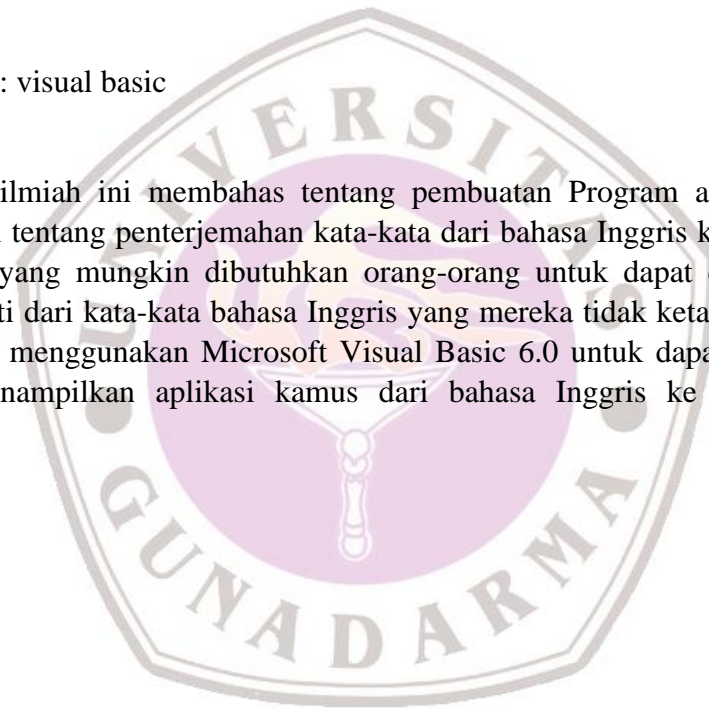 : visual basic
ilmiah ini membahas tentang pembuatan Program a
tentang penterjemahan kata-kata dari bahasa Inggris k
yang mungkin dibutuhkan orang-orang untuk dapat
ti dari kata-kata bahasa Inggris yang mereka tidak keta
menggunakan Microsoft Visual Basic 6.0 untuk dapa
nampilkan aplikasi kamus dari bahasa Inggris ke
UNIVERSITAS
GUNADARMA